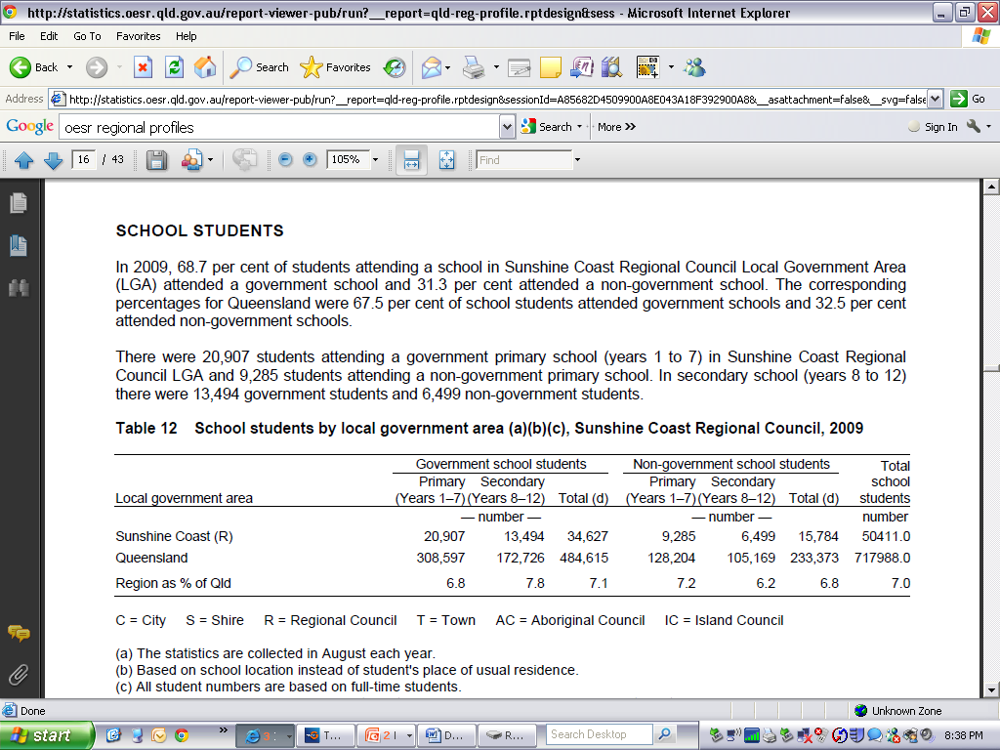 http://statistics.oesr.qld.gov.au/report-viewer-pub/run?__report=qld-reg-profile.rptdesign&sess - Microsoft Internet Explorer
File Edit Go To Favorites Help
Back Search Favorites
Address http://statistics.oesr.qld.gov.au/report-viewer-pub/run?__report=qld-reg-profile.rptdesign&sessionId=A85682D4509900A8E043A18F392900A8&__asattachment=false&__svg=false Go
Google oesr regional profiles Search More >> Sign In
16 / 43 105% Find
SCHOOL STUDENTS
In 2009, 68.7 per cent of students attending a school in Sunshine Coast Regional Council Local Government Area
(LGA) attended a government school and 31.3 per cent attended a non-government school. The corresponding
percentages for Queensland were 67.5 per cent of school students attended government schools and 32.5 per cent
attended non-government schools.
There were 20,907 students attending a government primary school (years 1 to 7) in Sunshine Coast Regional
Council LGA and 9,285 students attending a non-government primary school. In secondary school (years 8 to 12)
there were 13,494 government students and 6,499 non-government students.
Table 12 School students by local government area (a)(b)(c), Sunshine Coast Regional Council, 2009
Government school students Non-government school students Total
Primary Secondary Primary Secondary school
Local government area (Years 1–7) (Years 8–12) Total (d) (Years 1–7) (Years 8–12) Total (d) students
— number — — number — number
Sunshine Coast (R) 20,907 13,494 34,627 9,285 6,499 15,784 50411.0
Queensland 308,597 172,726 484,615 128,204 105,169 233,373 717988.0
Region as % of Qld 6.8 7.8 7.1 7.2 6.2 6.8 7.0
C = City S = Shire R = Regional Council T = Town AC = Aboriginal Council IC = Island Council
(a) The statistics are collected in August each year.
(b) Based on school location instead of student's place of usual residence.
(c) All student numbers are based on full-time students.
Done Unknown Zone
start 3 T... 2 D... R... Search Desktop 8:38 PM